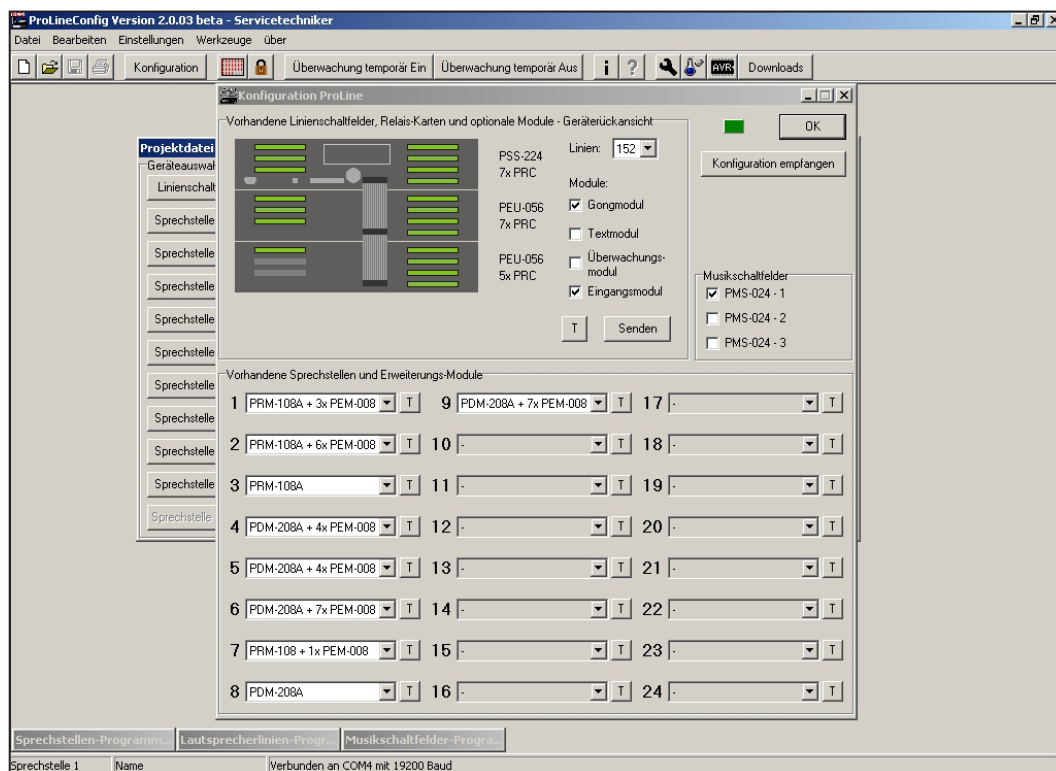 ProLineConfig Version 2.0.03 beta - Servicetechniker
Datei Bearbeiten Einstellungen Werkzeuge über
Konfiguration Überwachung temporär Ein Überwachung temporär Aus i ? AVR Downloads
Konfiguration ProLine
Vorhandene Linienschaltfelder, Relais-Karten und optionale Module - Geräterückansicht
OK
Konfiguration empfangen
PSS-224
7x PRC
PEU-056
7x PRC
PEU-056
5x PRC
Linien: 152
Module:
Gongmodul
Textmodul
Überwachungs-
modul
Eingangsmodul
T Senden
Musikschaltfelder
PMS-024 - 1
PMS-024 - 2
PMS-024 - 3
Projektdatei
Geräteauswah
Linienschalt
Sprechstelle
Sprechstelle
Sprechstelle
Sprechstelle
Sprechstelle
Sprechstelle
Sprechstelle
Sprechstelle
Sprechstelle
Sprechstelle
Vorhandene Sprechstellen und Erweiterungs-Module
1 PRM-108A + 3x PEM-008 T 9 PDM-208A + 7x PEM-008 T 17 - T
2 PRM-108A + 6x PEM-008 T 10 - T 18 - T
3 PRM-108A T 11 - T 19 - T
4 PDM-208A + 4x PEM-008 T 12 - T 20 - T
5 PDM-208A + 4x PEM-008 T 13 - T 21 - T
6 PDM-208A + 7x PEM-008 T 14 - T 22 - T
7 PRM-108 + 1x PEM-008 T 15 - T 23 - T
8 PDM-208A T 16 - T 24 - T
Sprechstellen-Programm... Lautsprecherlinien-Progr... Musikschaltfelder-Progra...
Sprechstelle 1 Name Verbunden an COM4 mit 19200 Baud